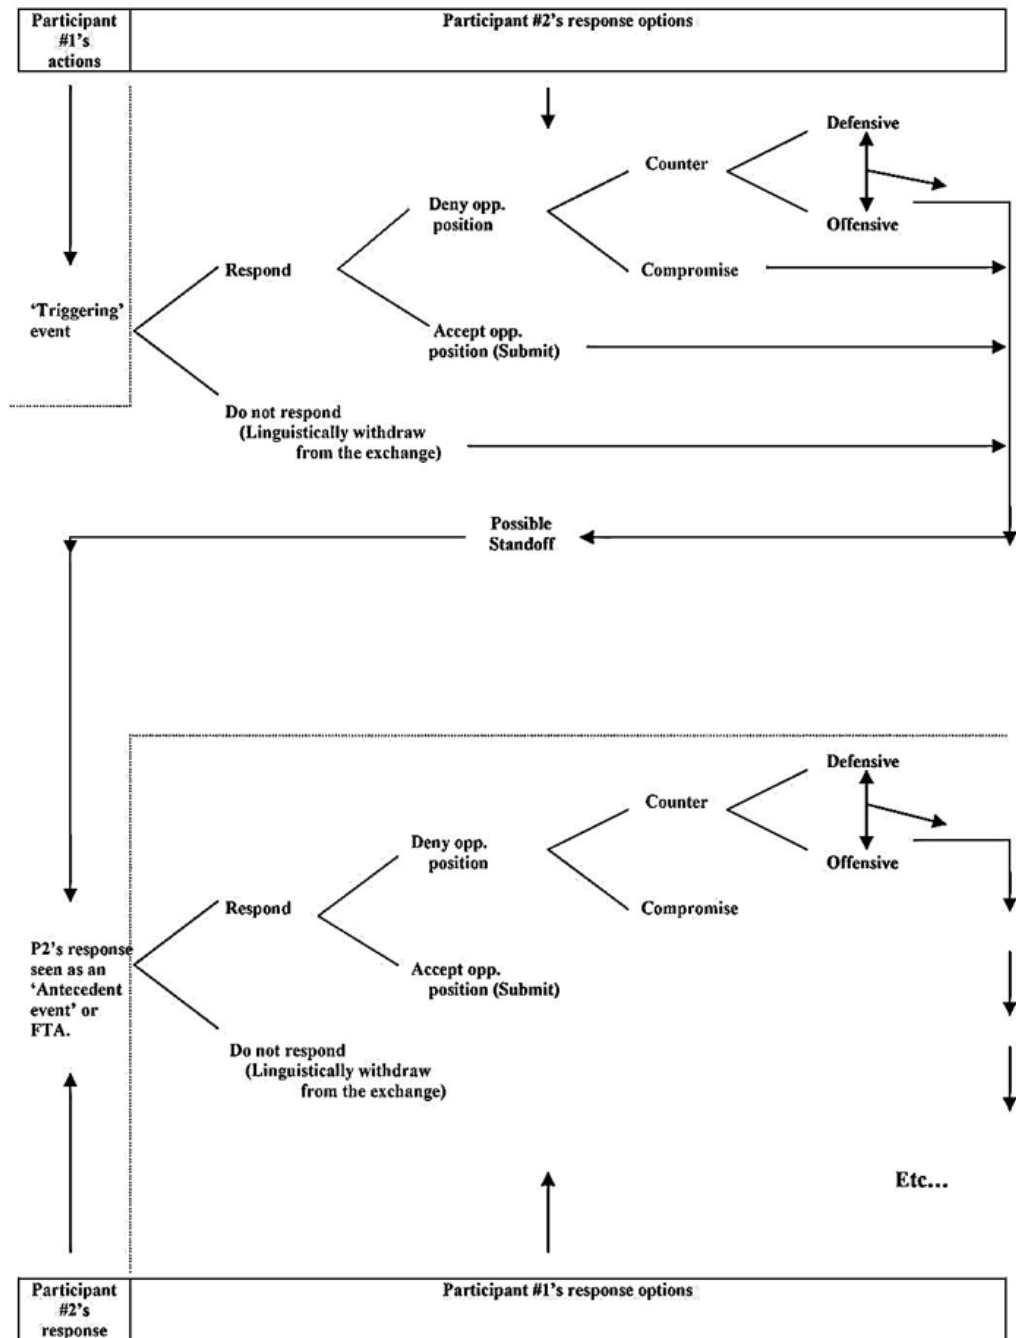 Participant
#1's
actions
Participant #2's response options
Defensive
Counter
Deny opp.
position
Offensive
Respond
Compromise
'Triggering'
event
Accept opp.
position (Submit)
Do not respond
(Linguistically withdraw
from the exchange)
Possible
Standoff
Defensive
Counter
Deny opp.
position
Offensive
Respond
Compromise
P2's response
seen as an
'Antecedent
event' or
FTA.
Accept opp.
position (Submit)
Do not respond
(Linguistically withdraw
from the exchange)
Etc...
Participant
#2's
response
Participant #1's response options